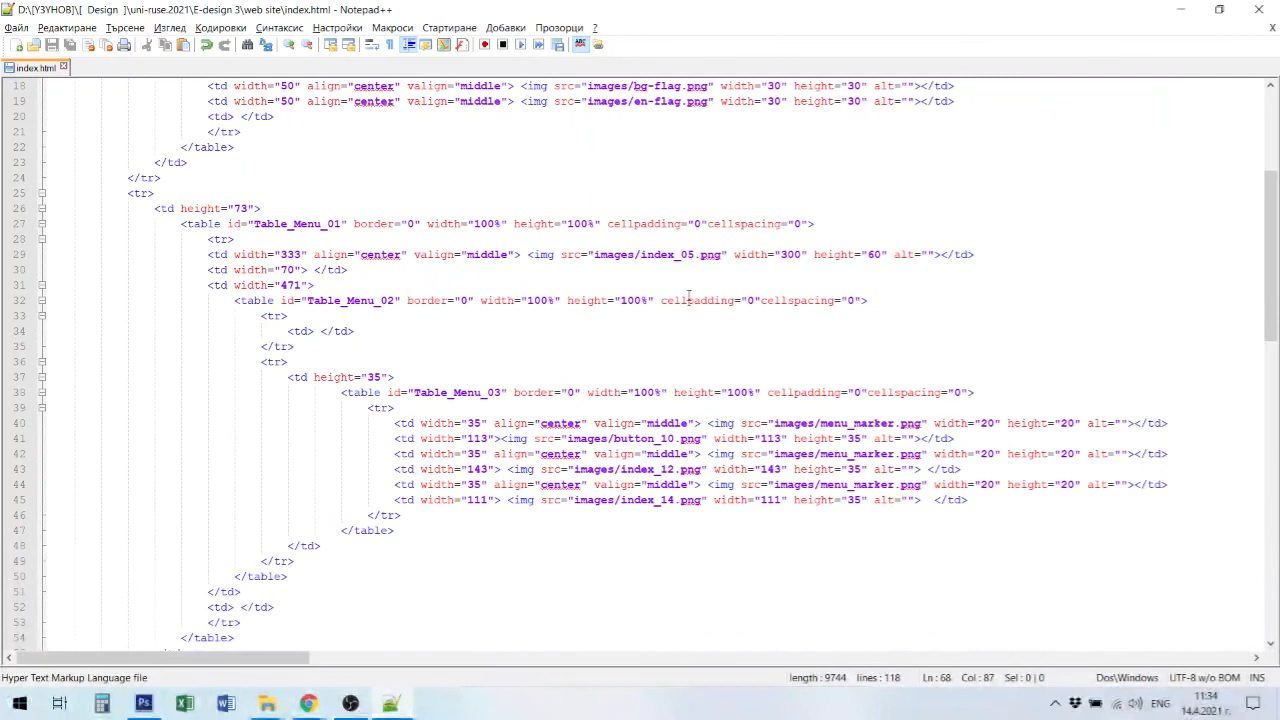 D:\[УЗУНОВ]\[  Design  ]\uni-ruse.2021\E-design 3\web site\index.html - Notepad++
Файл Редактиране Търсене Изглед Кодировки Синтаксис Настройки Макроси Стартиране Добавки Прозорци ? X
index.html
18 <td width="50" align="center" valign="middle"> <img src="images/bg-flag.png" width="30" height="30" alt=""></td>
19 <td width="50" align="center" valign="middle"> <img src="images/en-flag.png" width="30" height="30" alt=""></td>
20 <td> </td>
21 </tr>
22 </table>
23 </td>
24 </tr>
25 <tr>
26 <td height="73">
27 <table id="Table_Menu_01" border="0" width="100%" height="100%" cellpadding="0"cellspacing="0">
28 <tr>
29 <td width="333" align="center" valign="middle"> <img src="images/index_05.png" width="300" height="60" alt=""></td>
30 <td width="70"> </td>
31 <td width="471">
32 <table id="Table_Menu_02" border="0" width="100%" height="100%" cellpadding="0"cellspacing="0">
33 <tr>
34 <td> </td>
35 </tr>
36 <tr>
37 <td height="35">
38 <table id="Table_Menu_03" border="0" width="100%" height="100%" cellpadding="0"cellspacing="0">
39 <tr>
40 <td width="35" align="center" valign="middle"> <img src="images/menu_marker.png" width="20" height="20" alt=""></td>
41 <td width="113"><img src="images/button_10.png" width="113" height="35" alt=""></td>
42 <td width="35" align="center" valign="middle"> <img src="images/menu_marker.png" width="20" height="20" alt=""></td>
43 <td width="143"> <img src="images/index_12.png" width="143" height="35" alt=""> </td>
44 <td width="35" align="center" valign="middle"> <img src="images/menu_marker.png" width="20" height="20" alt=""></td>
45 <td width="111"> <img src="images/index_14.png" width="111" height="35" alt="">  </td>
46 </tr>
47 </table>
48 </td>
49 </tr>
50 </table>
51 </td>
52 <td> </td>
53 </tr>
54 </table>
Hyper Text Markup Language file length : 9744 lines : 118 Ln : 68 Col : 87 Sel : 0 | 0 Dos\Windows UTF-8 w/o BOM INS
ENG 11:34
14.4.2021 г.